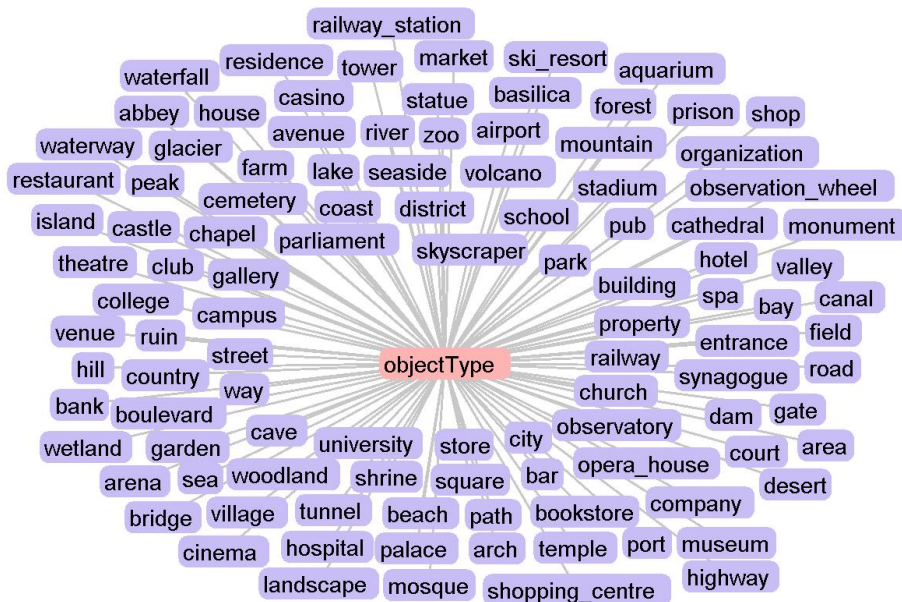 railway_station
residence
tower
market
ski_resort
aquarium
waterfall
casino
statue
basilica
forest
prison
shop
abbey
house
avenue
river
zoo
airport
mountain
organization
waterway
glacier
farm
lake
seaside
volcano
stadium
observation_wheel
restaurant
peak
cemetery
coast
district
school
pub
cathedral
monument
island
castle
chapel
parliament
skyscraper
park
hotel
valley
theatre
club
gallery
building
spa
bay
canal
college
campus
property
entrance
field
venue
ruin
street
objectType
railway
synagogue
road
hill
country
way
church
dam
gate
bank
boulevard
cave
university
store
city
observatory
court
area
wetland
garden
woodland
shrine
square
bar
opera_house
desert
arena
sea
bridge
village
tunnel
beach
path
bookstore
company
cinema
hospital
palace
arch
temple
port
museum
landscape
mosque
shopping_centre
highway